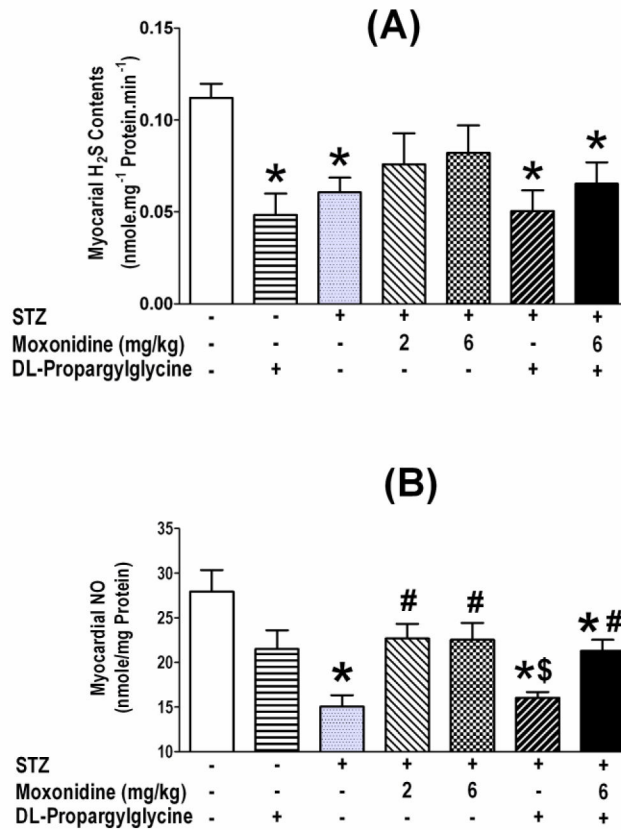 (A)
0.15
0.10
0.05
0.00
Myocarial H₂S Contents
(nmole.mg⁻¹ Protein.min⁻¹)
* * * *
STZ - - + + + + +
Moxonidine (mg/kg) - - - 2 6 - 6
DL-Propargylglycine - + - - - + +
(B)
35
30
25
20
15
10
Myocardial NO
(nmole/mg Protein)
* # # *$ *#
STZ - - + + + + +
Moxonidine (mg/kg) - - - 2 6 - 6
DL-Propargylglycine - + - - - + +